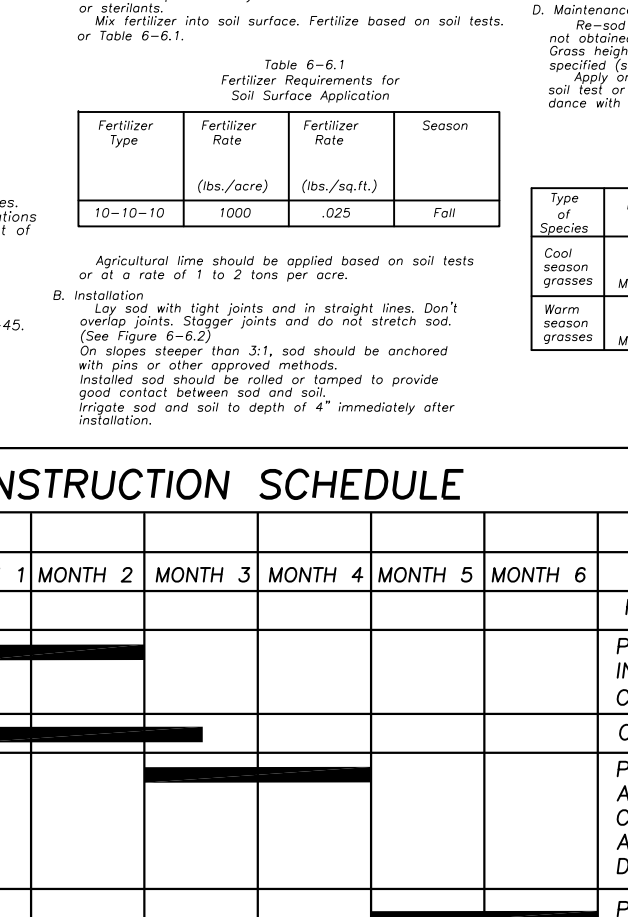 or sterilants.
Mix fertilizer into soil surface. Fertilize based on soil tests.
or Table 6-6.1.
Table 6-6.1
Fertilizer Requirements for
Soil Surface Application
Fertilizer Type
Fertilizer Rate (lbs./acre)
Fertilizer Rate (lbs./sq.ft.)
Season
10-10-10 1000 .025 Fall
Agricultural lime should be applied based on soil tests
or at a rate of 1 to 2 tons per acre.
B. Installation
Lay sod with tight joints and in straight lines. Don't
overlap joints. Stagger joints and do not stretch sod.
(See Figure 6-6.2)
On slopes steeper than 3:1, sod should be anchored
with pins or other approved methods.
Installed sod should be rolled or tamped to provide
good contact between sod and soil.
Irrigate sod and soil to depth of 4" immediately after
installation.
D. Maintenance
Re-sod
not
Grass
specified
Apply
soil test or
dance with
Type
of
Species
Cool
season
grasses
Warm
season
grasses
t of
-45.
NSTRUCTION SCHEDULE
1 MONTH 2 MONTH 3 MONTH 4 MONTH 5 MONTH 6